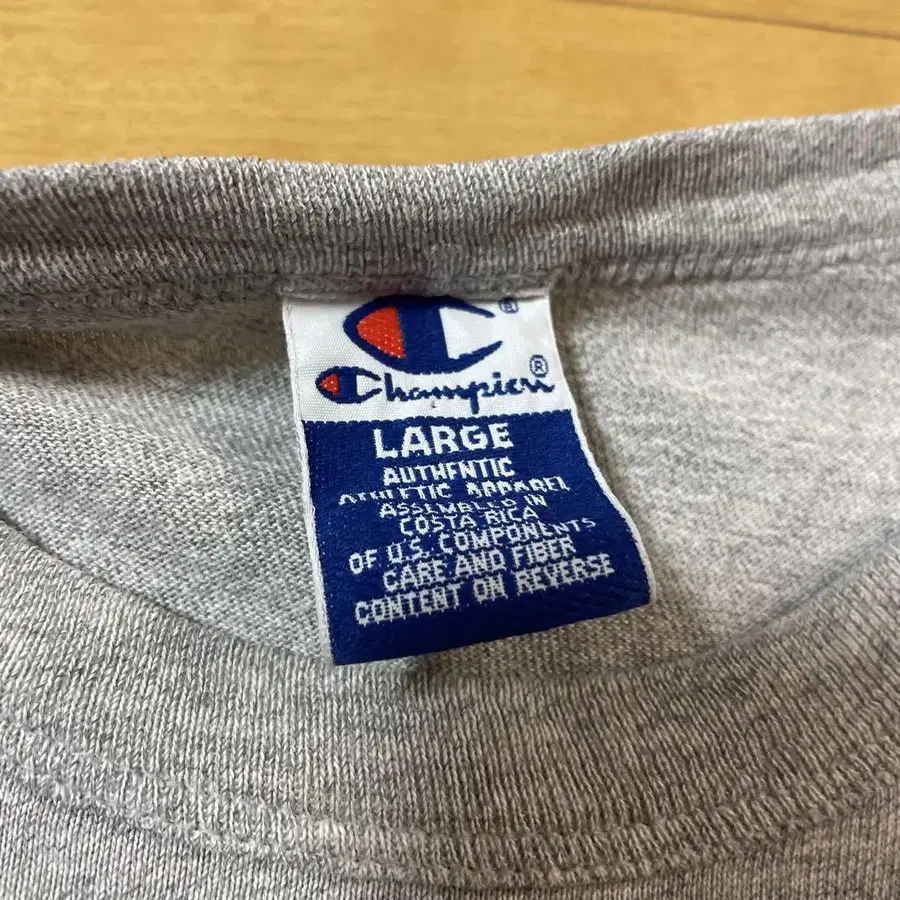 ®
Champion®
LARGE
AUTHENTIC
ATHLETIC APPAREL
ASSEMBLED IN
COSTA RICA
OF U.S. COMPONENTS
CARE AND FIBER
CONTENT ON REVERSE